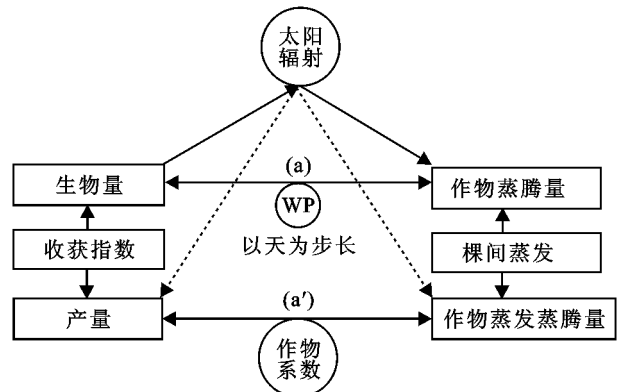 太阳
辐射
(a)
生物量
作物蒸腾量
WP
以天为步长
收获指数
棵间蒸发
(a′)
产量
作物蒸发蒸腾量
作物
系数